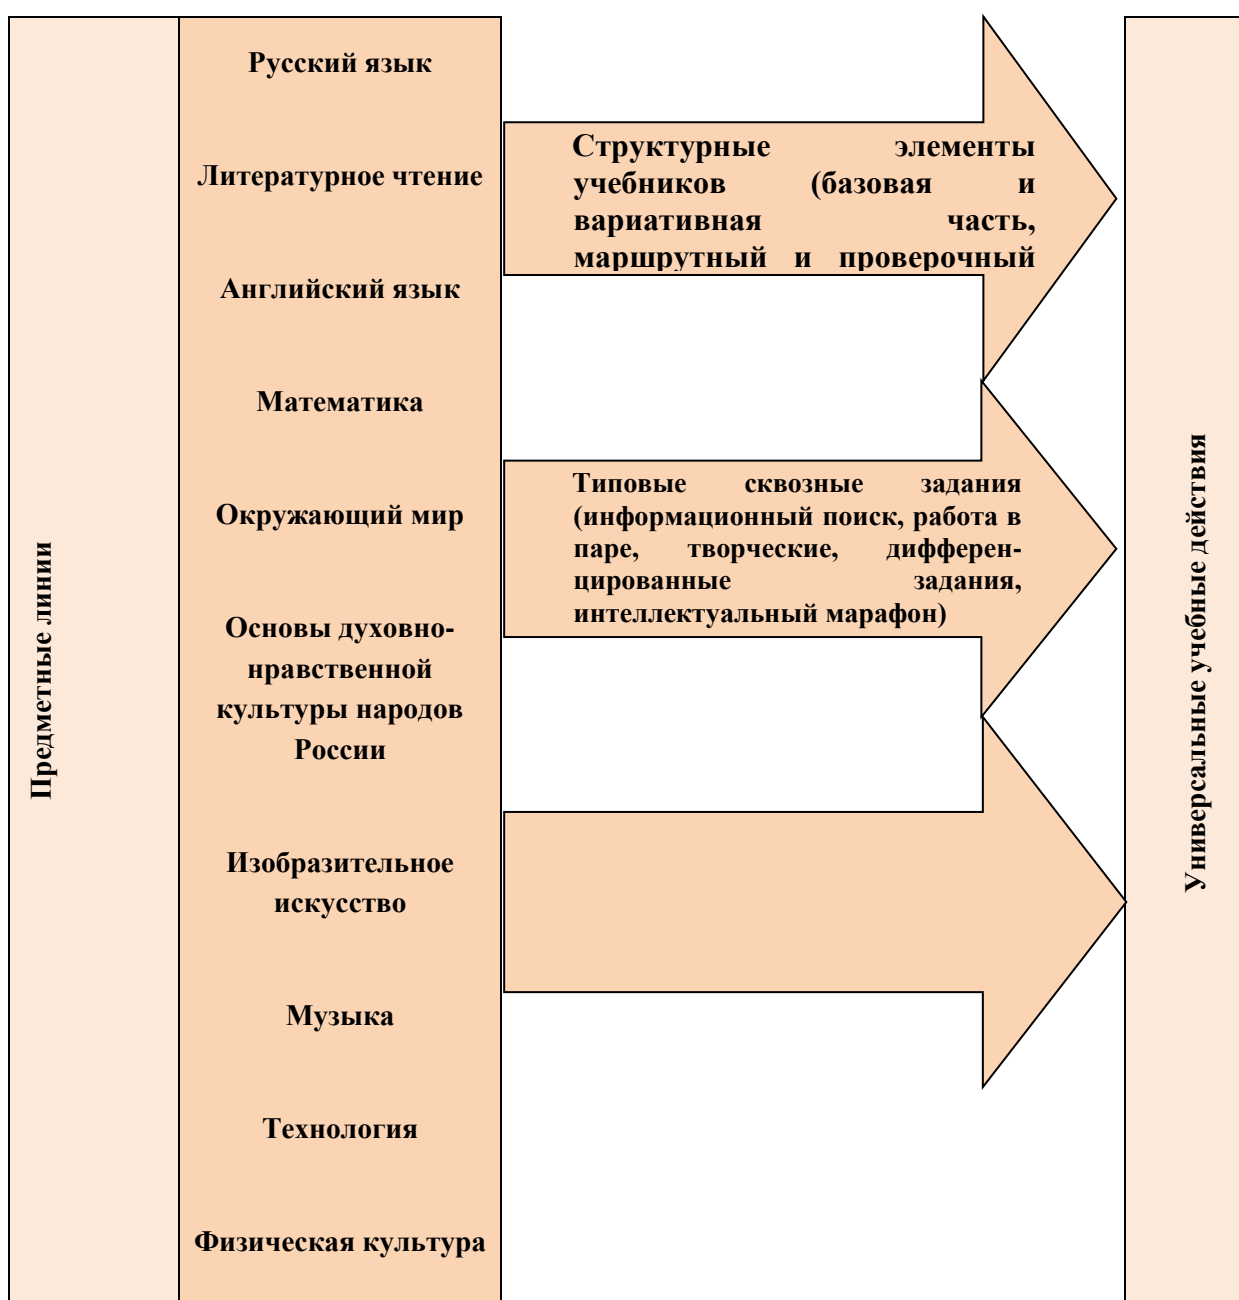 Предметные линии
Русский язык
Литературное чтение
Английский язык
Математика
Окружающий мир
Основы духовно-
нравственной
культуры народов
России
Изобразительное
искусство
Музыка
Технология
Физическая культура
Структурные элементы
учебников (базовая и
вариативная часть,
маршрутный и проверочный
Типовые сквозные задания
(информационный поиск, работа в
паре, творческие, дифферен-
цированные задания,
интеллектуальный марафон)
Универсальные учебные действия